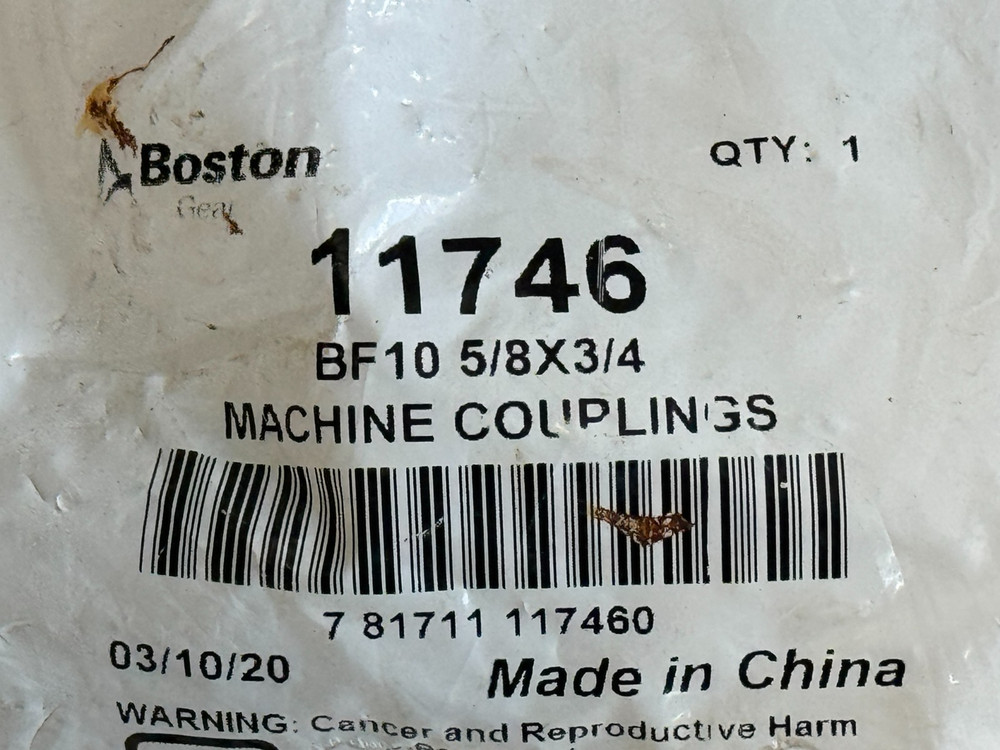 Boston
Gear
QTY: 1
11746
BF10 5/8X3/4
MACHINE COUPLINGS
7 81711 117460
03/10/20
Made in China
WARNING: Cancer and Reproductive Harm